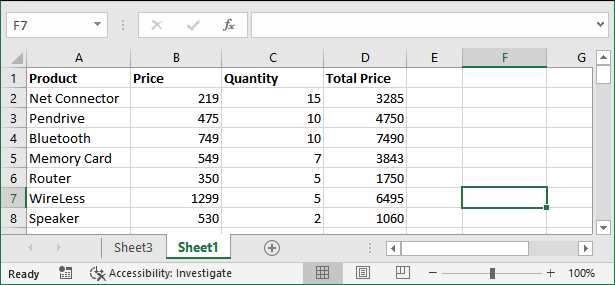 F7 fx
A B C D E F G
1 Product Price Quantity Total Price
2 Net Connector 219 15 3285
3 Pendrive 475 10 4750
4 Bluetooth 749 10 7490
5 Memory Card 549 7 3843
6 Router 350 5 1750
7 WireLess 1299 5 6495
8 Speaker 530 2 1060
Sheet3 Sheet1
Ready Accessibility: Investigate 100%